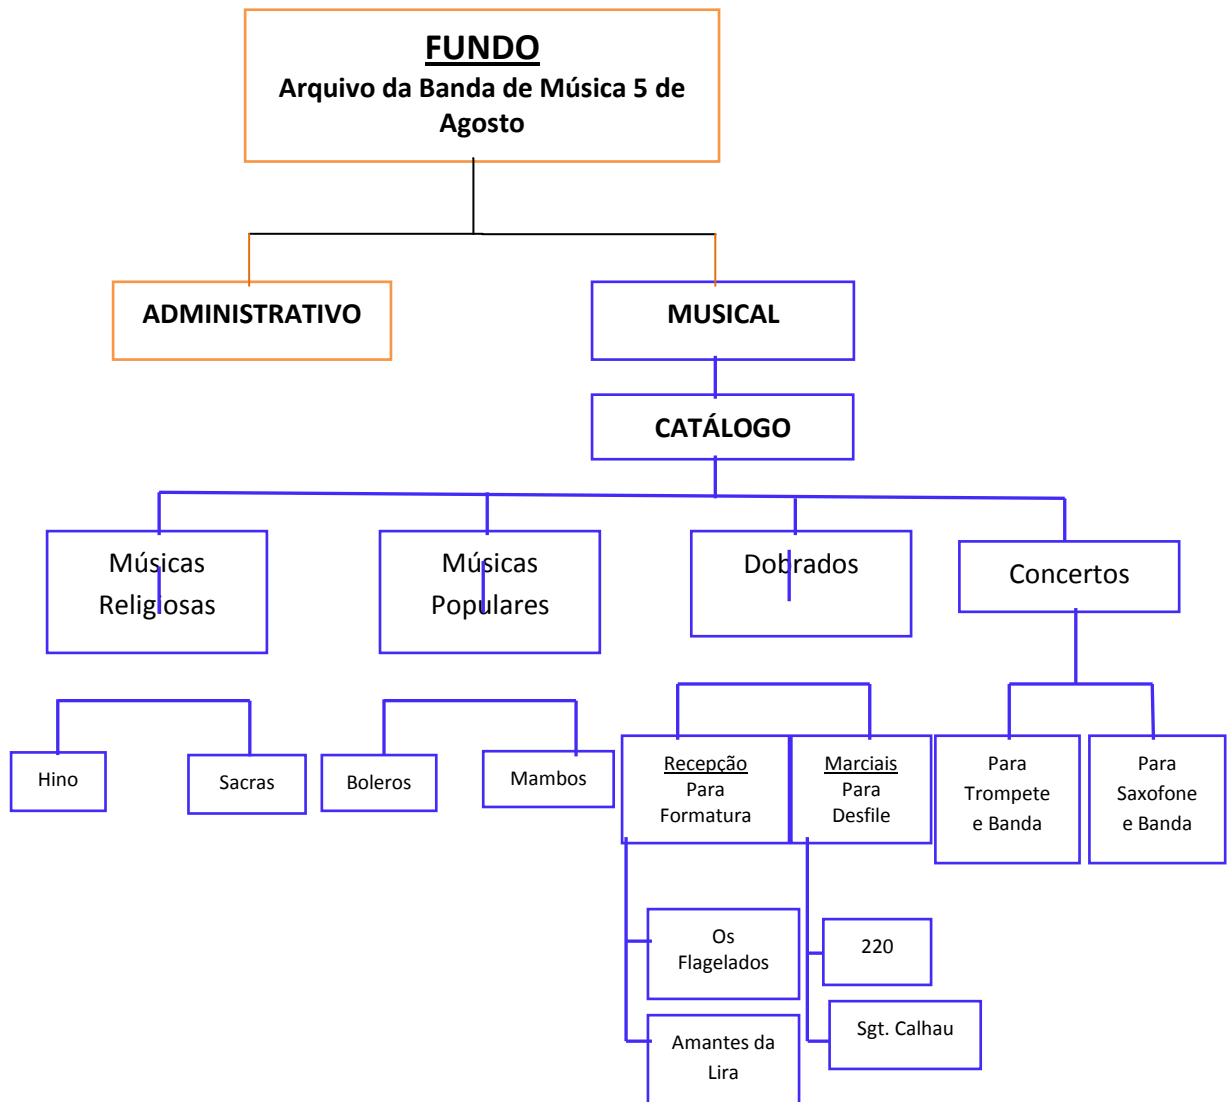 FUNDO
Arquivo da Banda de Música 5 de
Agosto
ADMINISTRATIVO
MUSICAL
CATÁLOGO
Músicas
Religiosas
Músicas
Populares
Dobrados
Concertos
Hino
Sacras
Boleros
Mambos
Recepção
Para
Formatura
Marciais
Para
Desfile
Para
Trompete
e Banda
Para
Saxofone
e Banda
Os
Flagelados
220
Amantes da
Lira
Sgt. Calhau